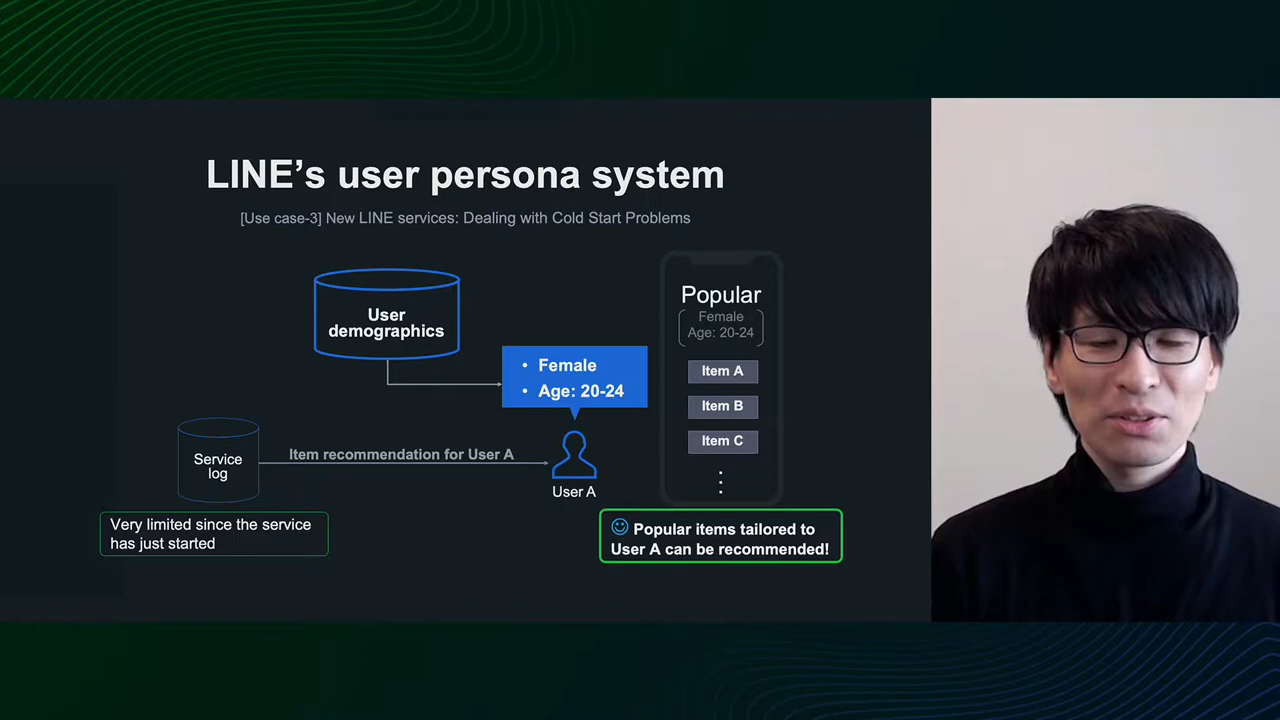 LINE’s user persona system
[Use case-3] New LINE services: Dealing with Cold Start Problems
User
demographics
• Female
• Age: 20-24
Service
log
Item recommendation for User A
User A
Very limited since the service
has just started
Popular
Female
Age: 20-24
Item A
Item B
Item C
Popular items tailored to
User A can be recommended!